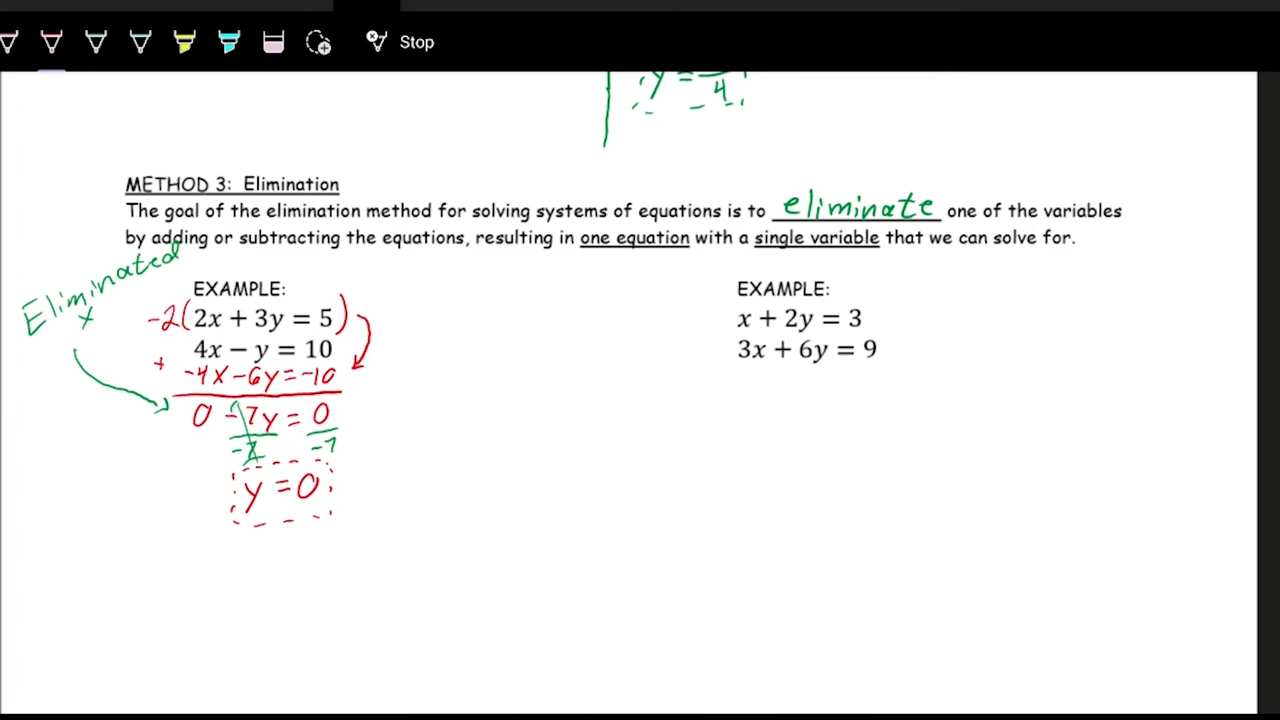 Stop
y = 4
METHOD 3: Elimination
The goal of the elimination method for solving systems of equations is to eliminate one of the variables
by adding or subtracting the equations, resulting in one equation with a single variable that we can solve for.
Eliminated
x
EXAMPLE:
-2(2x + 3y = 5)
4x − y = 10
+ -4x -6y = -10
0 -7y = 0
-7 -7
y = 0
EXAMPLE:
x + 2y = 3
3x + 6y = 9